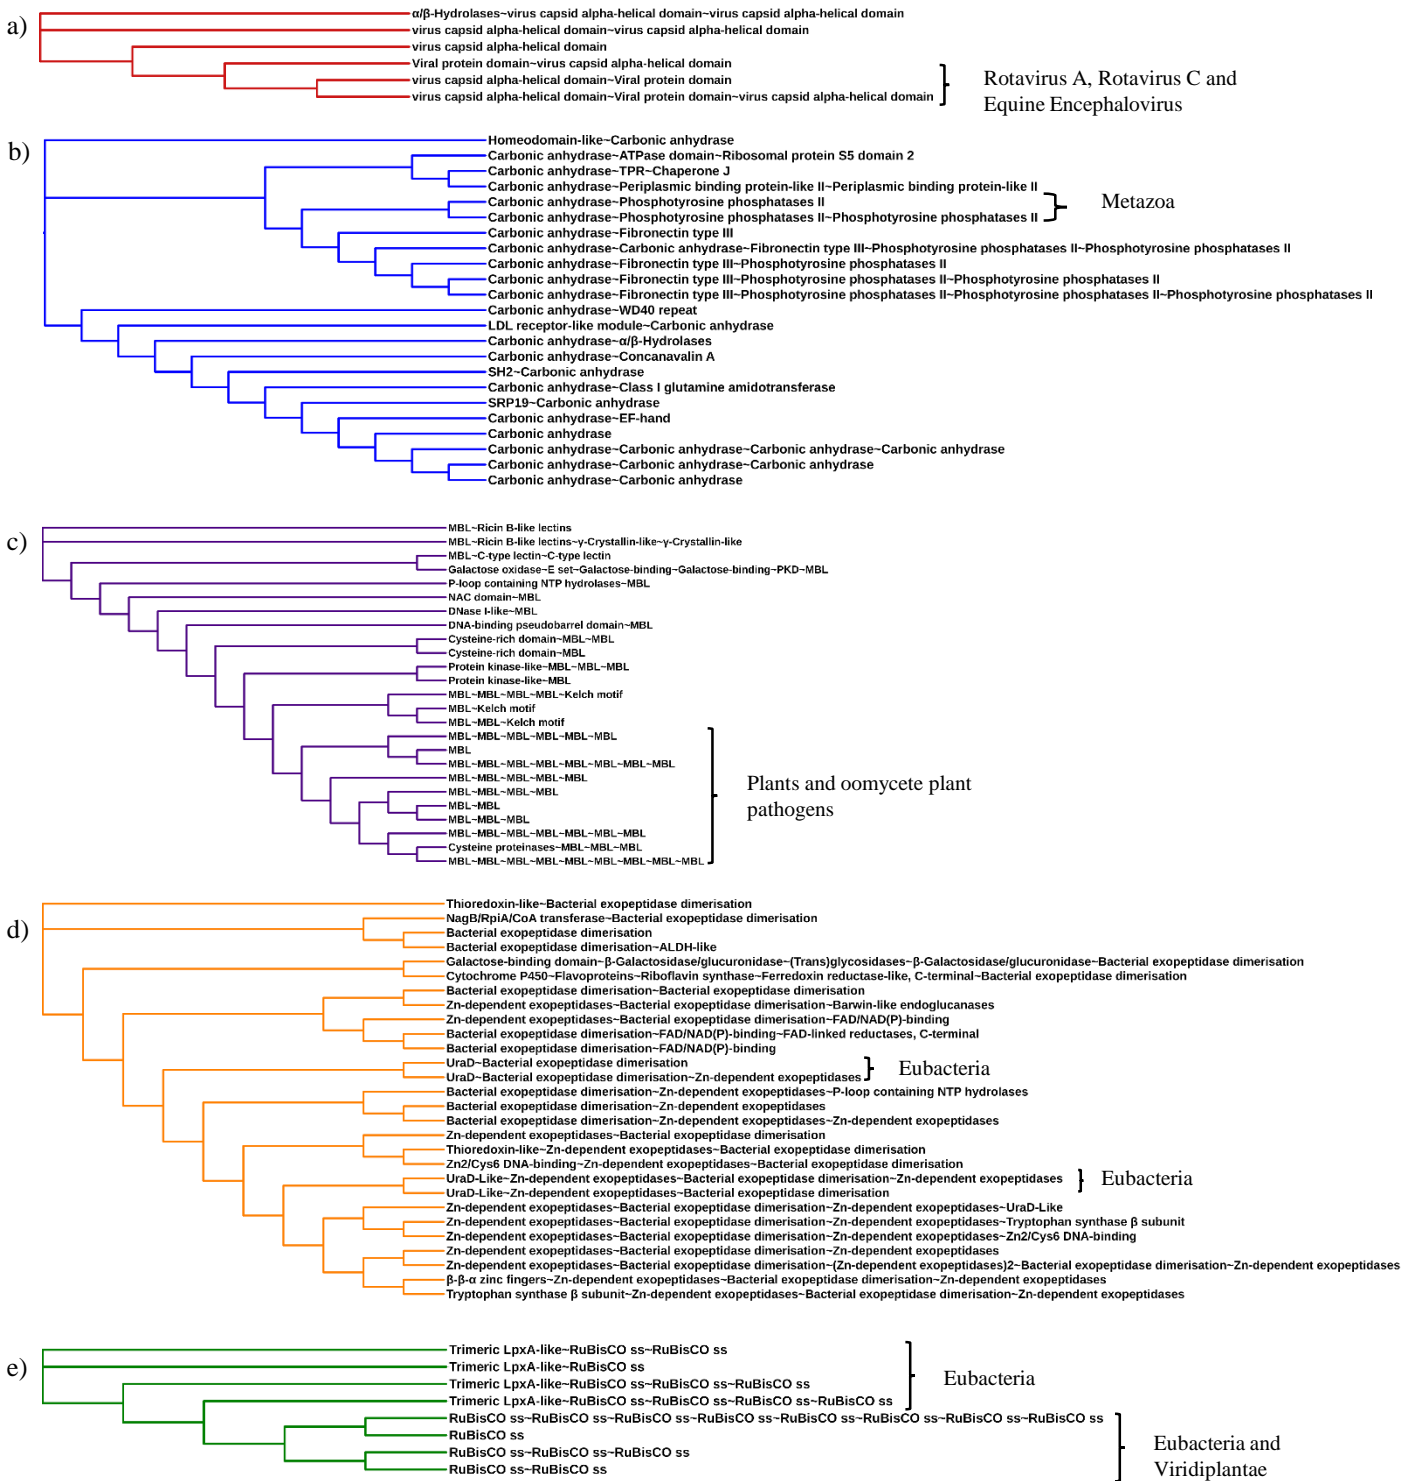 a)
α/β-Hydrolases~virus capsid alpha-helical domain~virus capsid alpha-helical domain
virus capsid alpha-helical domain~virus capsid alpha-helical domain
virus capsid alpha-helical domain
Viral protein domain~virus capsid alpha-helical domain
virus capsid alpha-helical domain~Viral protein domain
virus capsid alpha-helical domain~Viral protein domain~virus capsid alpha-helical domain
Rotavirus A, Rotavirus C and
Equine Encephalovirus
b)
Homeodomain-like~Carbonic anhydrase
Carbonic anhydrase~ATPase domain~Ribosomal protein S5 domain 2
Carbonic anhydrase~TPR~Chaperone J
Carbonic anhydrase~Periplasmic binding protein-like II~Periplasmic binding protein-like II
Carbonic anhydrase~Phosphotyrosine phosphatases II
Carbonic anhydrase~Phosphotyrosine phosphatases II~Phosphotyrosine phosphatases II
Metazoa
Carbonic anhydrase~Fibronectin type III
Carbonic anhydrase~Carbonic anhydrase~Fibronectin type III~Phosphotyrosine phosphatases II~Phosphotyrosine phosphatases II
Carbonic anhydrase~Fibronectin type III~Phosphotyrosine phosphatases II
Carbonic anhydrase~Fibronectin type III~Phosphotyrosine phosphatases II~Phosphotyrosine phosphatases II
Carbonic anhydrase~Fibronectin type III~Phosphotyrosine phosphatases II~Phosphotyrosine phosphatases II~Phosphotyrosine phosphatases II
Carbonic anhydrase~WD40 repeat
LDL receptor-like module~Carbonic anhydrase
Carbonic anhydrase~α/β-Hydrolases
Carbonic anhydrase~Concanavalin A
SH2~Carbonic anhydrase
Carbonic anhydrase~Class I glutamine amidotransferase
SRP19~Carbonic anhydrase
Carbonic anhydrase~EF-hand
Carbonic anhydrase
Carbonic anhydrase~Carbonic anhydrase~Carbonic anhydrase~Carbonic anhydrase
Carbonic anhydrase~Carbonic anhydrase~Carbonic anhydrase
Carbonic anhydrase~Carbonic anhydrase
c)
MBL~Ricin B-like lectins
MBL~Ricin B-like lectins~γ-Crystallin-like~γ-Crystallin-like
MBL~C-type lectin~C-type lectin
Galactose oxidase~E set~Galactose-binding~Galactose-binding~PKD~MBL
P-loop containing NTP hydrolases~MBL
NAC domain~MBL
DNase I-like~MBL
DNA-binding pseudobarrel domain~MBL
Cysteine-rich domain~MBL~MBL
Cysteine-rich domain~MBL
Protein kinase-like~MBL~MBL~MBL
Protein kinase-like~MBL
MBL~MBL~MBL~MBL~Kelch motif
MBL~Kelch motif
MBL~MBL~Kelch motif
MBL~MBL~MBL~MBL~MBL~MBL
MBL
MBL~MBL~MBL~MBL~MBL~MBL~MBL~MBL
MBL~MBL~MBL~MBL~MBL
MBL~MBL~MBL~MBL
MBL~MBL
MBL~MBL~MBL
MBL~MBL~MBL~MBL~MBL~MBL~MBL
Cysteine proteinases~MBL~MBL~MBL
MBL~MBL~MBL~MBL~MBL~MBL~MBL~MBL~MBL
Plants and oomycete plant
pathogens
d)
Thioredoxin-like~Bacterial exopeptidase dimerisation
NagB/RpiA/CoA transferase~Bacterial exopeptidase dimerisation
Bacterial exopeptidase dimerisation
Bacterial exopeptidase dimerisation~ALDH-like
Galactose-binding domain~β-Galactosidase/glucuronidase~(Trans)glycosidases~β-Galactosidase/glucuronidase~Bacterial exopeptidase dimerisation
Cytochrome P450~Flavoproteins~Riboflavin synthase~Ferredoxin reductase-like, C-terminal~Bacterial exopeptidase dimerisation
Bacterial exopeptidase dimerisation~Bacterial exopeptidase dimerisation
Zn-dependent exopeptidases~Bacterial exopeptidase dimerisation~Barwin-like endoglucanases
Zn-dependent exopeptidases~Bacterial exopeptidase dimerisation~FAD/NAD(P)-binding
Bacterial exopeptidase dimerisation~FAD/NAD(P)-binding~FAD-linked reductases, C-terminal
Bacterial exopeptidase dimerisation~FAD/NAD(P)-binding
UraD~Bacterial exopeptidase dimerisation
UraD~Bacterial exopeptidase dimerisation~Zn-dependent exopeptidases
Eubacteria
Bacterial exopeptidase dimerisation~Zn-dependent exopeptidases~P-loop containing NTP hydrolases
Bacterial exopeptidase dimerisation~Zn-dependent exopeptidases
Bacterial exopeptidase dimerisation~Zn-dependent exopeptidases~Zn-dependent exopeptidases
Zn-dependent exopeptidases~Bacterial exopeptidase dimerisation
Thioredoxin-like~Zn-dependent exopeptidases~Bacterial exopeptidase dimerisation
Zn2/Cys6 DNA-binding~Zn-dependent exopeptidases~Bacterial exopeptidase dimerisation
UraD-Like~Zn-dependent exopeptidases~Bacterial exopeptidase dimerisation~Zn-dependent exopeptidases
UraD-Like~Zn-dependent exopeptidases~Bacterial exopeptidase dimerisation
Eubacteria
Zn-dependent exopeptidases~Bacterial exopeptidase dimerisation~Zn-dependent exopeptidases~UraD-Like
Zn-dependent exopeptidases~Bacterial exopeptidase dimerisation~Zn-dependent exopeptidases~Tryptophan synthase β subunit
Zn-dependent exopeptidases~Bacterial exopeptidase dimerisation~Zn-dependent exopeptidases~Zn2/Cys6 DNA-binding
Zn-dependent exopeptidases~Bacterial exopeptidase dimerisation~Zn-dependent exopeptidases
Zn-dependent exopeptidases~Bacterial exopeptidase dimerisation~(Zn-dependent exopeptidases)2~Bacterial exopeptidase dimerisation~Zn-dependent exopeptidases
β-β-α zinc fingers~Zn-dependent exopeptidases~Bacterial exopeptidase dimerisation~Zn-dependent exopeptidases
Tryptophan synthase β subunit~Zn-dependent exopeptidases~Bacterial exopeptidase dimerisation~Zn-dependent exopeptidases
e)
Trimeric LpxA-like~RuBisCO ss~RuBisCO ss
Trimeric LpxA-like~RuBisCO ss
Trimeric LpxA-like~RuBisCO ss~RuBisCO ss~RuBisCO ss
Trimeric LpxA-like~RuBisCO ss~RuBisCO ss~RuBisCO ss~RuBisCO ss
Eubacteria
RuBisCO ss~RuBisCO ss~RuBisCO ss~RuBisCO ss~RuBisCO ss~RuBisCO ss~RuBisCO ss~RuBisCO ss
RuBisCO ss
RuBisCO ss~RuBisCO ss~RuBisCO ss
RuBisCO ss~RuBisCO ss
Eubacteria and
Viridiplantae